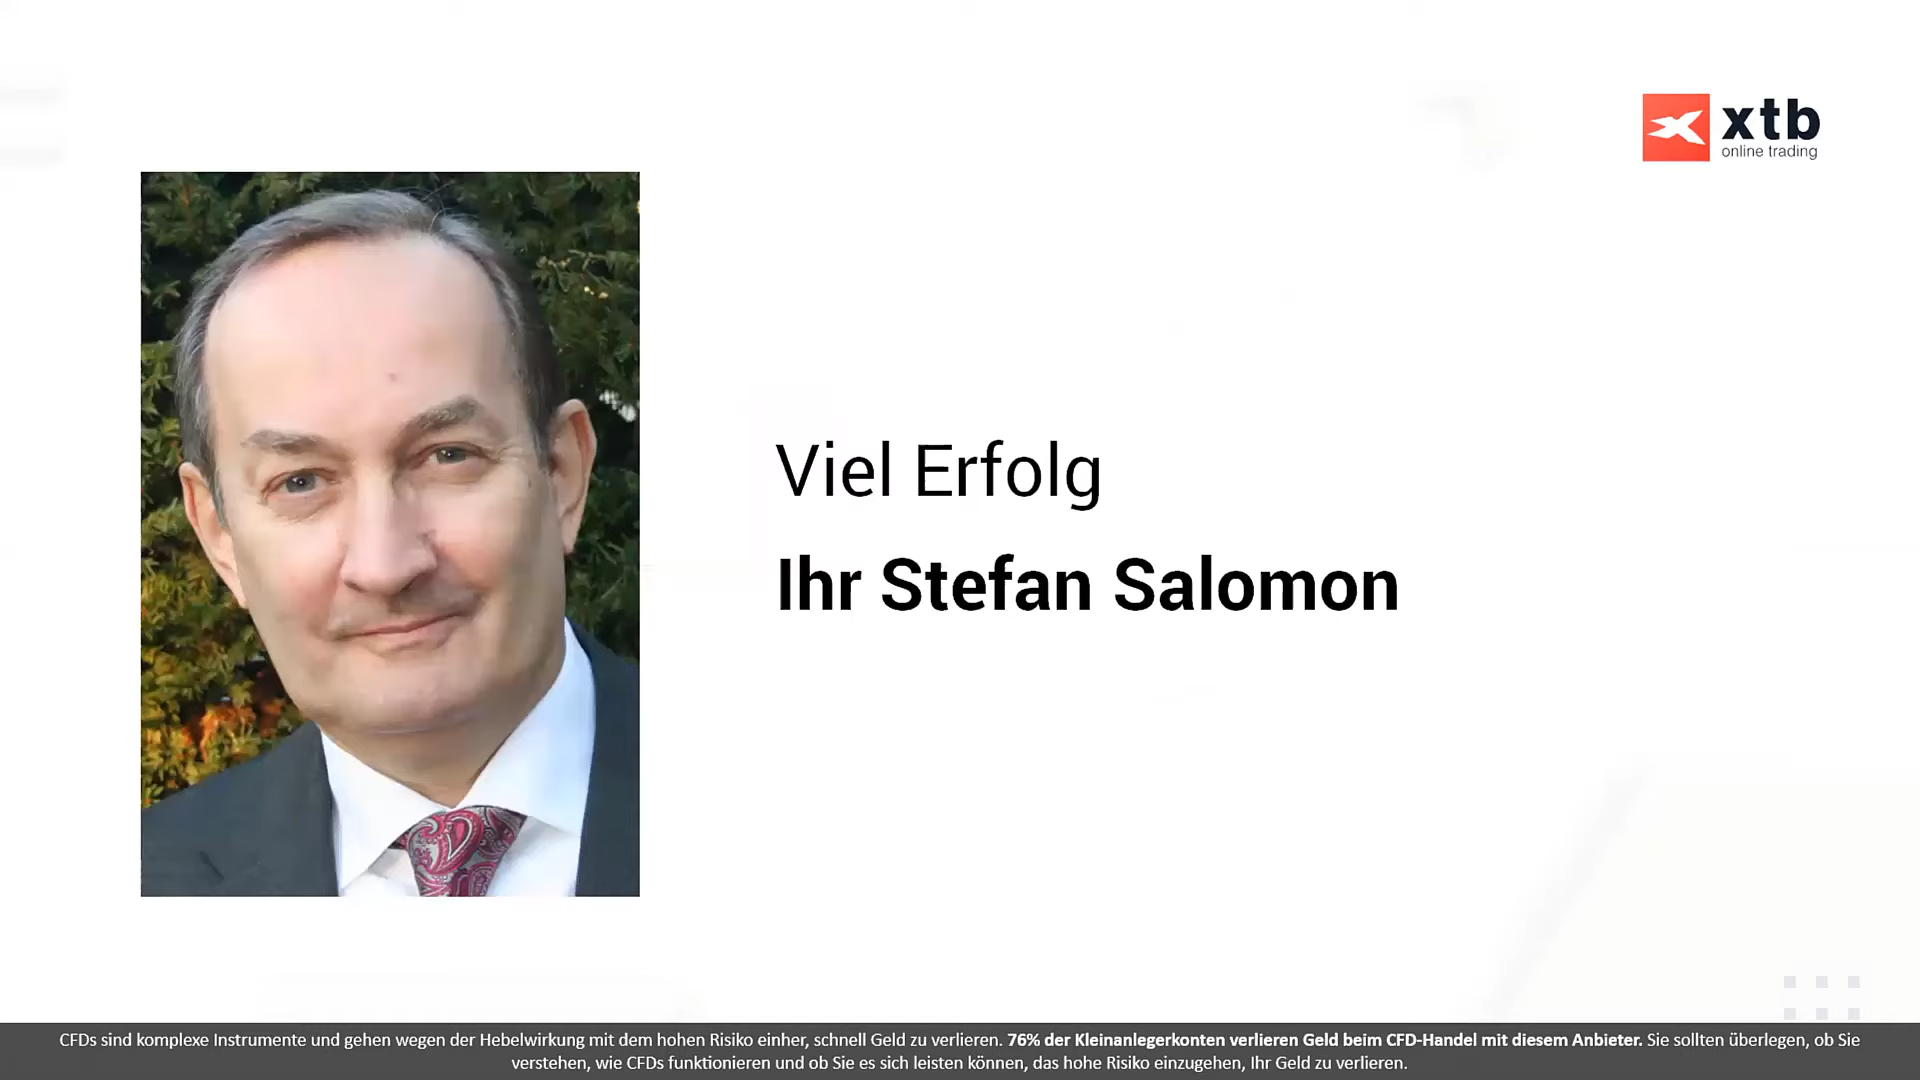 xtb
online trading
Viel Erfolg
Ihr Stefan Salomon
CFDs sind komplexe Instrumente und gehen wegen der Hebelwirkung mit dem hohen Risiko einher, schnell Geld zu verlieren. 76% der Kleinanlegerkonten verlieren Geld beim CFD-Handel mit diesem Anbieter. Sie sollten überlegen, ob Sie
verstehen, wie CFDs funktionieren und ob Sie es sich leisten können, das hohe Risiko einzugehen, Ihr Geld zu verlieren.